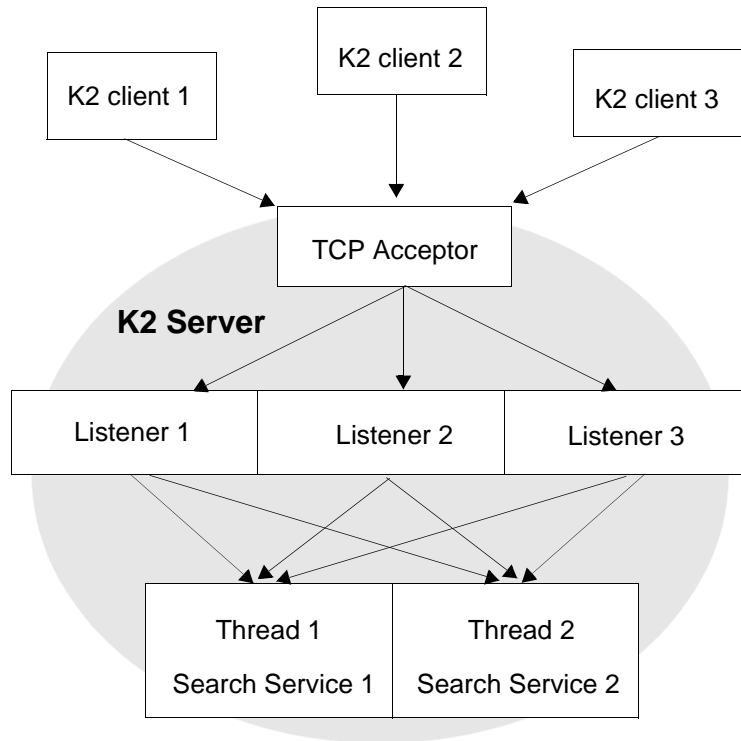 K2 client 1
K2 client 2
K2 client 3
TCP Acceptor
K2 Server
Listener 1
Listener 2
Listener 3
Thread 1
Search Service 1
Thread 2
Search Service 2